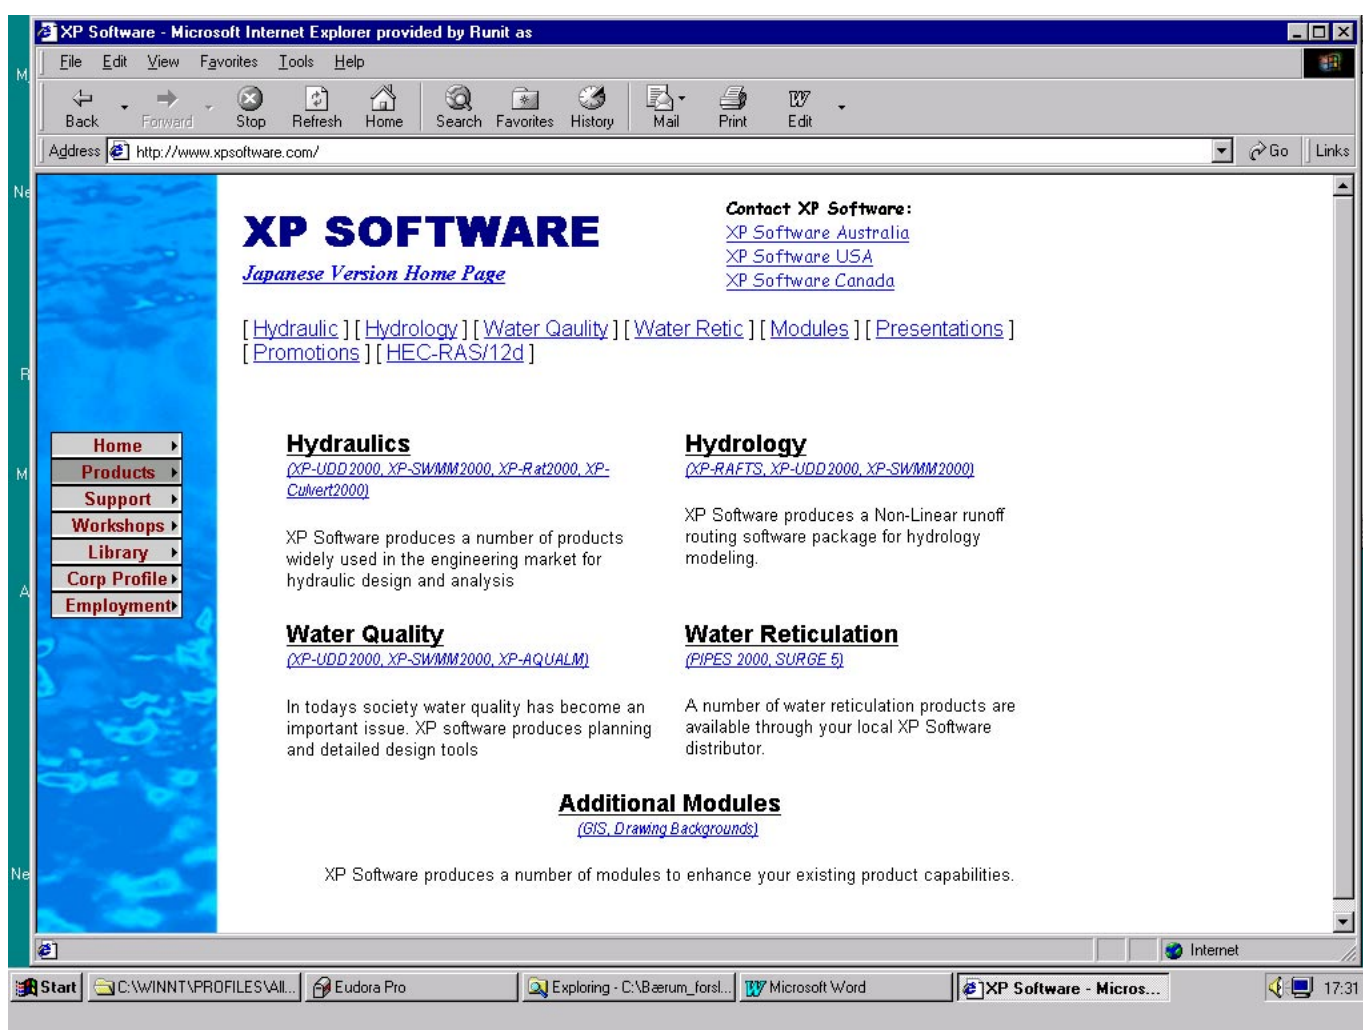 XP Software - Microsoft Internet Explorer provided by Runit as
File Edit View Favorites Tools Help
Back Forward Stop Refresh Home Search Favorites History Mail Print Edit
Address http://www.xpsoftware.com/ Go Links
XP SOFTWARE
Japanese Version Home Page
Contact XP Software:
XP Software Australia
XP Software USA
XP Software Canada
[ Hydraulic ] [ Hydrology ] [ Water Qaulity ] [ Water Retic ] [ Modules ] [ Presentations ]
[ Promotions ] [ HEC-RAS/12d ]
Home
Products
Support
Workshops
Library
Corp Profile
Employment
Hydraulics
(XP-UDD2000, XP-SWMM2000, XP-Rat2000, XP-
Culvert2000)
XP Software produces a number of products
widely used in the engineering market for
hydraulic design and analysis
Hydrology
(XP-RAFTS, XP-UDD2000, XP-SWMM2000)
XP Software produces a Non-Linear runoff
routing software package for hydrology
modeling.
Water Quality
(XP-UDD2000, XP-SWMM2000, XP-AQUALM)
In todays society water quality has become an
important issue. XP software produces planning
and detailed design tools
Water Reticulation
(PIPES 2000, SURGE 5)
A number of water reticulation products are
available through your local XP Software
distributor.
Additional Modules
(GIS, Drawing Backgrounds)
XP Software produces a number of modules to enhance your existing product capabilities.
Internet
Start C:\WINNT\PROFILES\All... Eudora Pro Exploring - C:\Bærum_forsl... Microsoft Word XP Software - Micros... 17:31